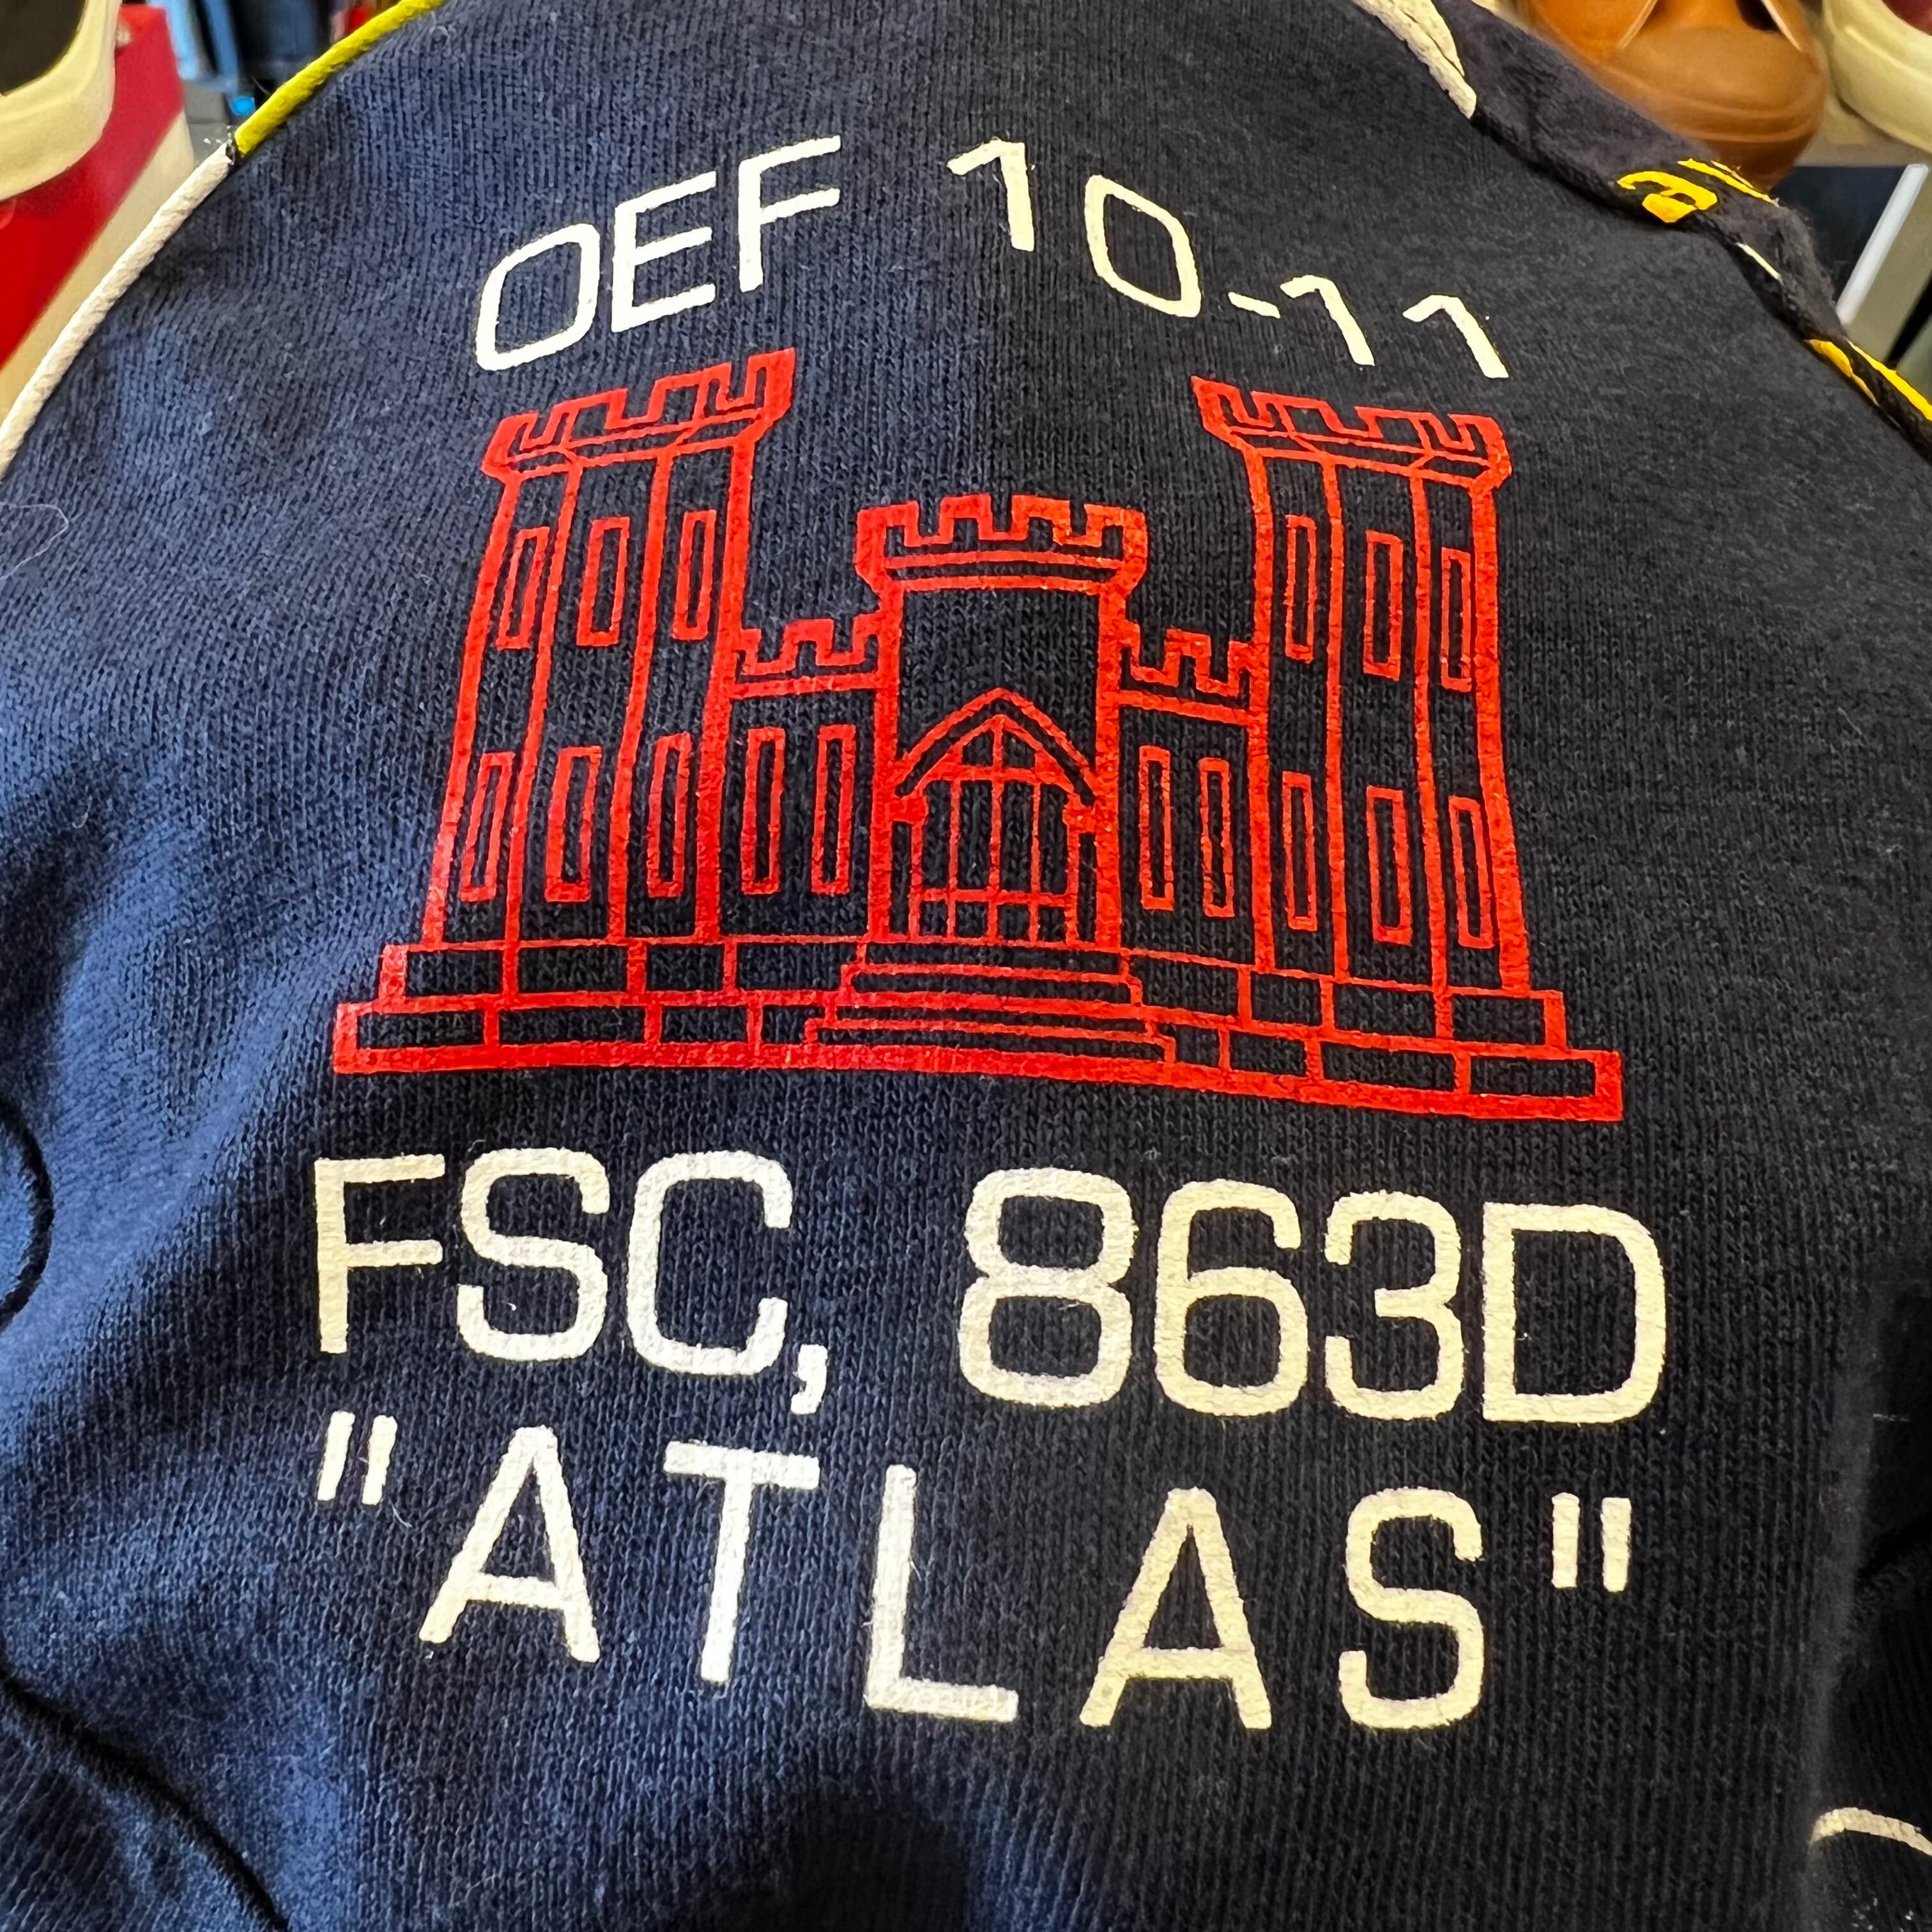 OEF 10-11
FSC, 863D
"ATLAS"